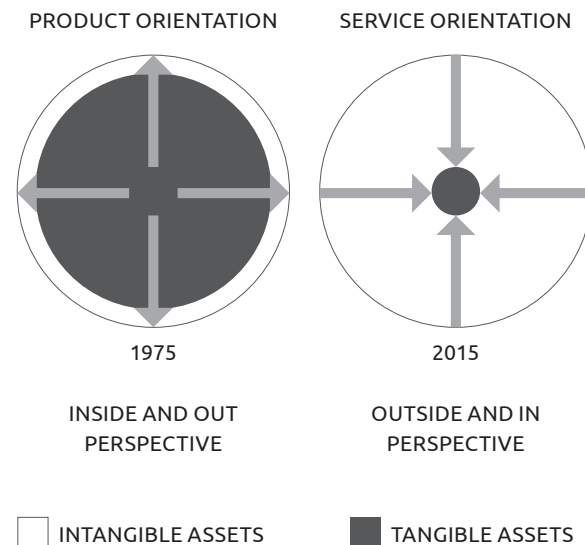 PRODUCT ORIENTATION
SERVICE ORIENTATION
1975
2015
INSIDE AND OUT
PERSPECTIVE
OUTSIDE AND IN
PERSPECTIVE
INTANGIBLE ASSETS
TANGIBLE ASSETS